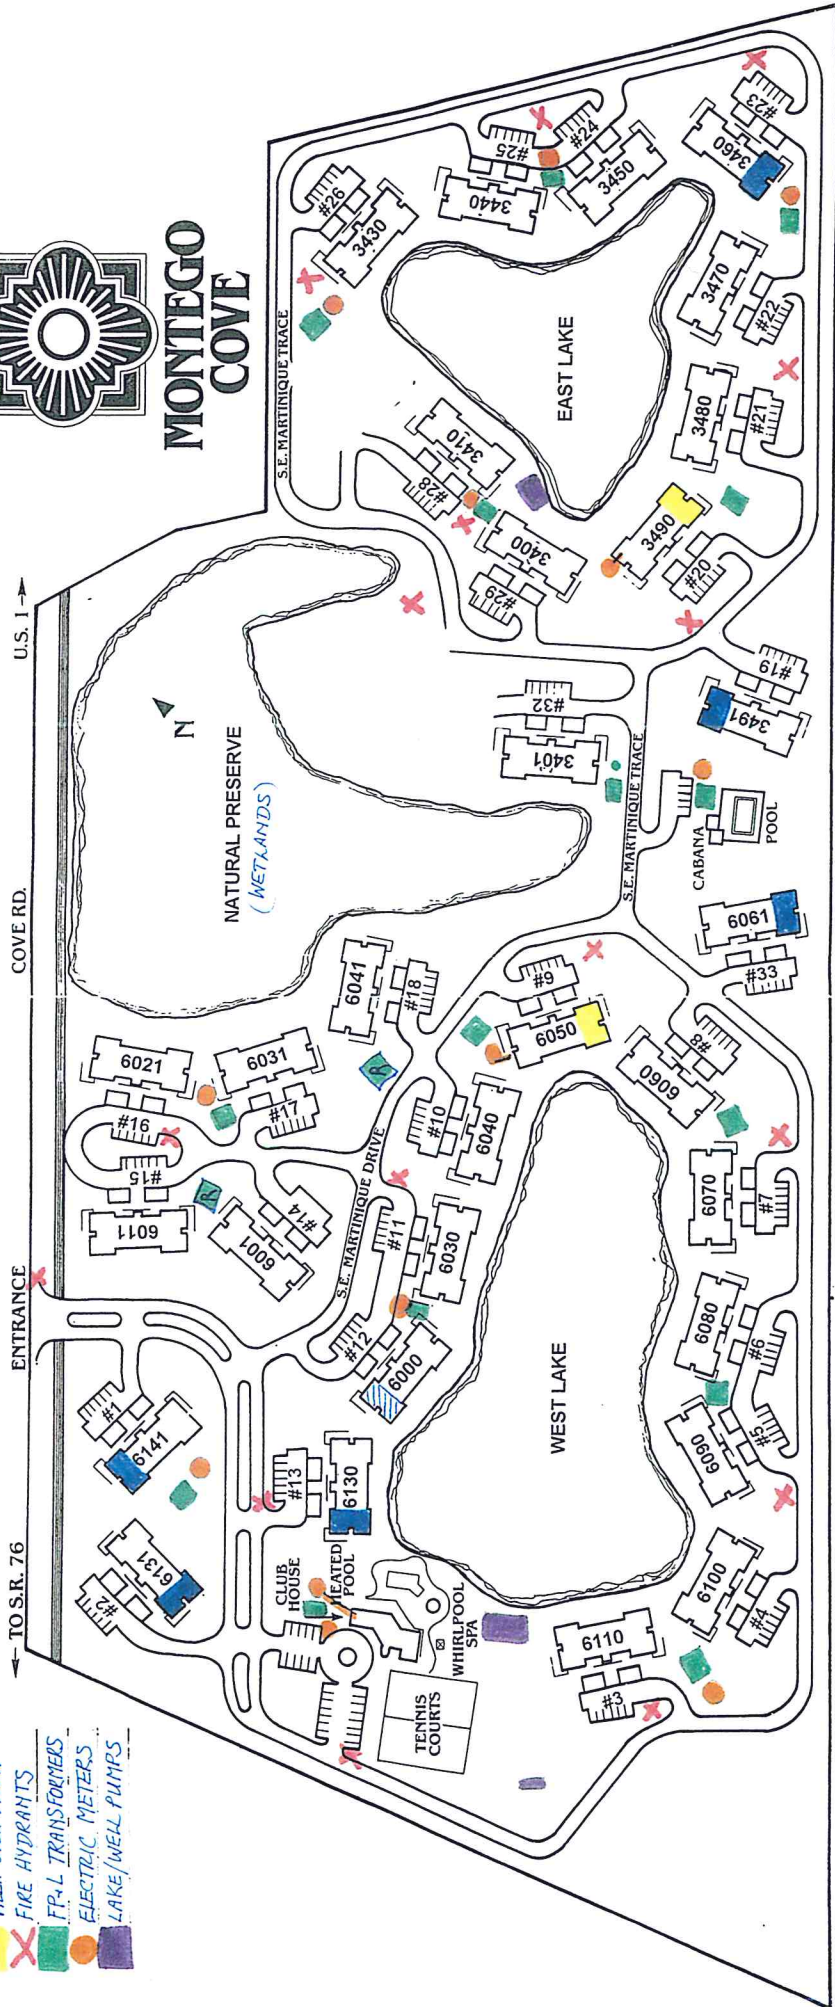 MONTEGO
COVE
← TO S.R. 76
ENTRANCE
COVE RD.
U.S. 1 →
FIRE HYDRANTS
FP+L TRANSFORMERS
ELECTRIC METERS
LAKE/WELL PUMPS
N
NATURAL PRESERVE
(WETLANDS)
S.E. MARTINIQUE TRACE
S.E. MARTINIQUE TRACE
S.E. MARTINIQUE DRIVE
EAST LAKE
WEST LAKE
CLUB
HOUSE
HEATED
POOL
WHIRLPOOL
SPA
TENNIS
COURTS
CABANA
POOL
#1
6141
#2
6131
#13
6130
#12
6000
#11
6030
#10
6040
#14
6001
#15
6011
#16
6021
#17
6031
R
R
#18
6041
#9
6050
#8
6060
#7
6070
#6
6080
#5
6090
#4
6100
#3
6110
#33
6061
#19
3491
#32
3401
#29
3400
#28
3410
#20
3490
#21
3480
#22
3470
#23
3460
#24
3450
#25
3440
#26
3430